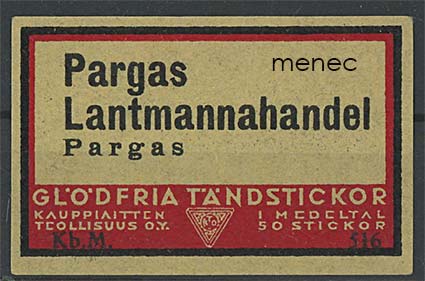 menec
Pargas
Lantmannahandel
Pargas
GLÖDFRIA TÄNDSTICKOR
KAUPPIAITTEN
TEOLLISUUS O.Y.
I MEDELTAL
50 STICKOR
Kb.M.
516